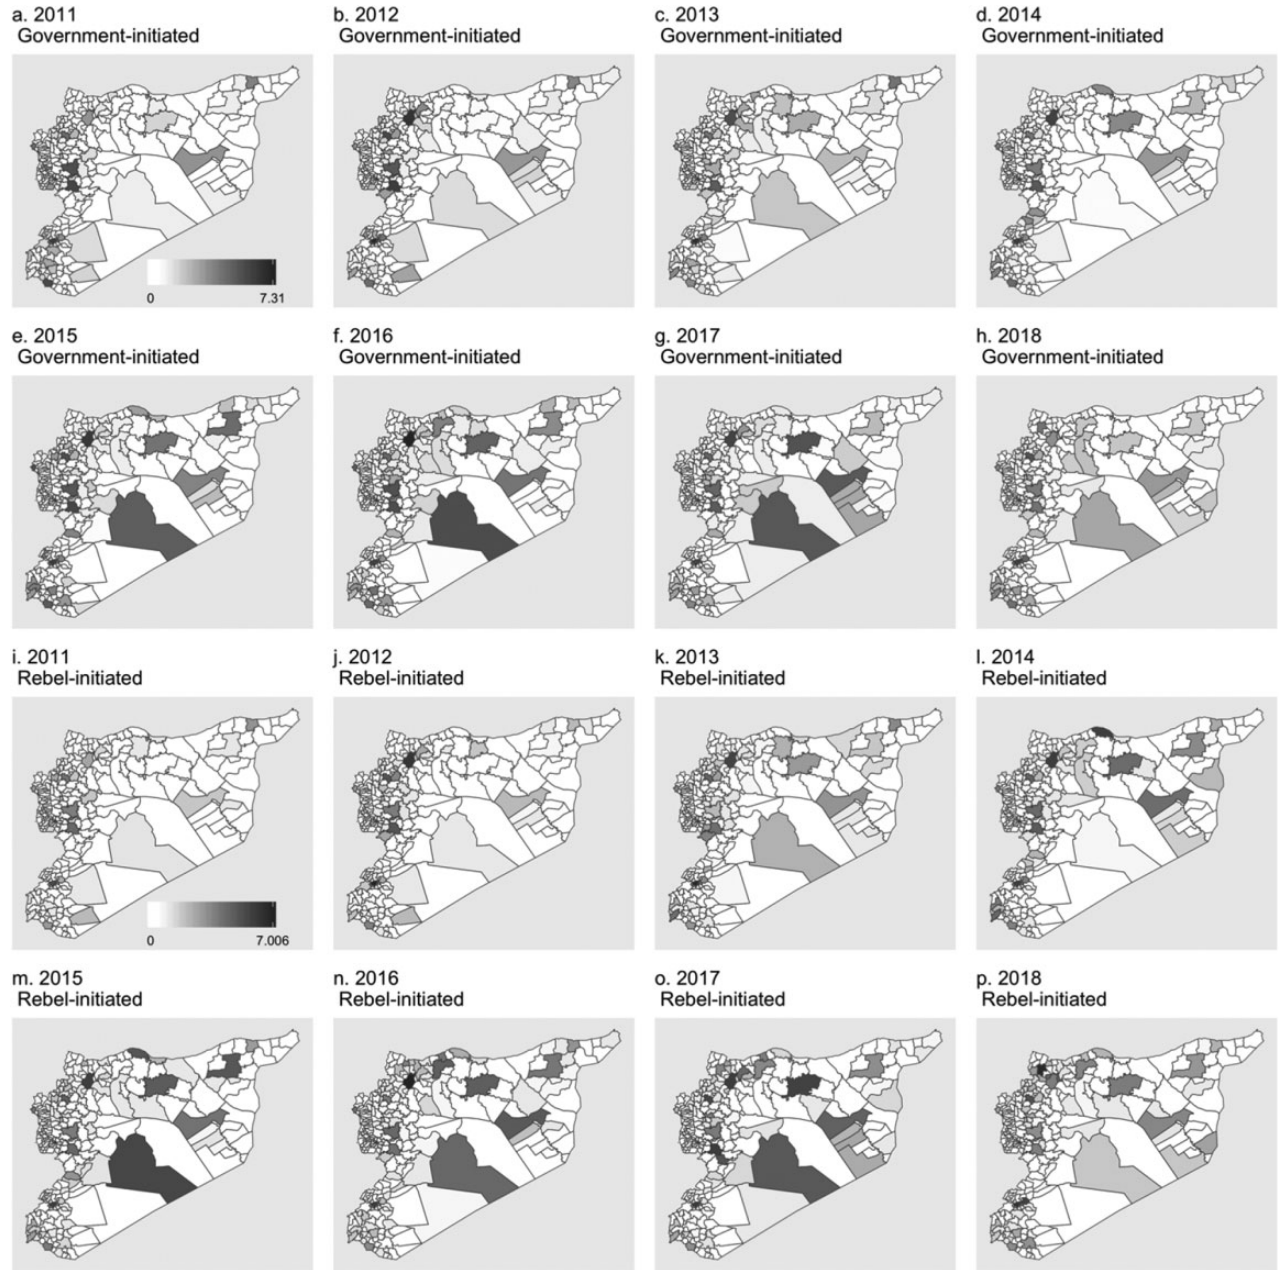 a. 2011
Government-initiated
b. 2012
Government-initiated
c. 2013
Government-initiated
d. 2014
Government-initiated
0
7.31
e. 2015
Government-initiated
f. 2016
Government-initiated
g. 2017
Government-initiated
h. 2018
Government-initiated
i. 2011
Rebel-initiated
j. 2012
Rebel-initiated
k. 2013
Rebel-initiated
l. 2014
Rebel-initiated
0
7.006
m. 2015
Rebel-initiated
n. 2016
Rebel-initiated
o. 2017
Rebel-initiated
p. 2018
Rebel-initiated